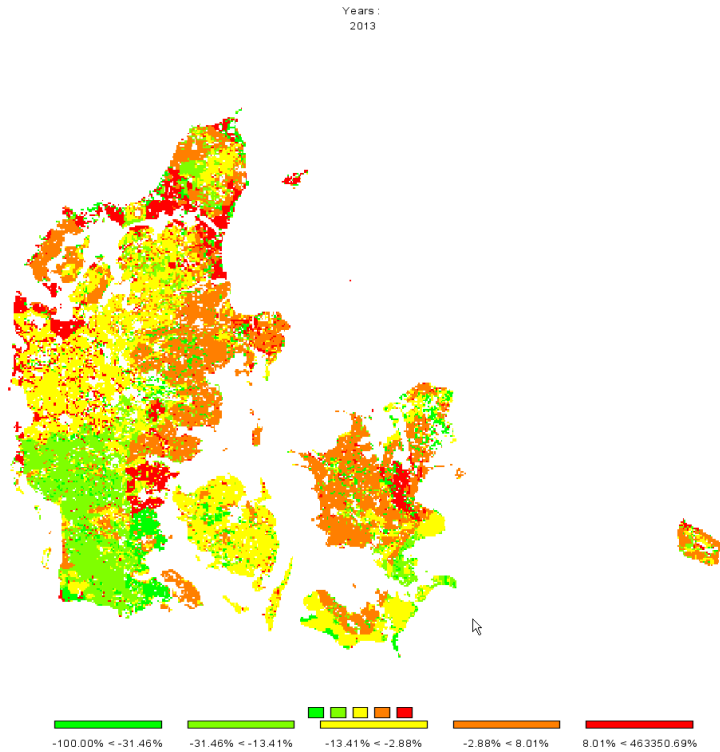 Years :
2013
-100.00% < -31.46%
-31.46% < -13.41%
-13.41% < -2.88%
-2.88% < 8.01%
8.01% < 463350.69%